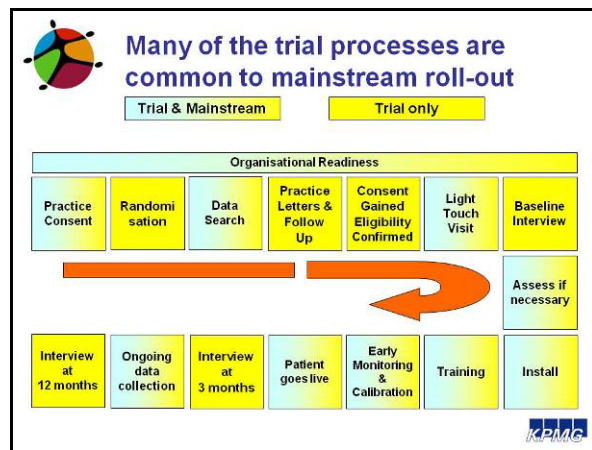 Many of the trial processes are
common to mainstream roll-out
Trial & Mainstream
Trial only
Organisational Readiness
Practice
Consent
Randomi
sation
Data
Search
Practice
Letters &
Follow
Up
Consent
Gained
Eligibility
Confirmed
Light
Touch
Visit
Baseline
Interview
Assess if
necessary
Interview
at
12 months
Ongoing
data
collection
Interview
at
3 months
Patient
goes live
Early
Monitoring
&
Calibration
Training
Install
KPMG